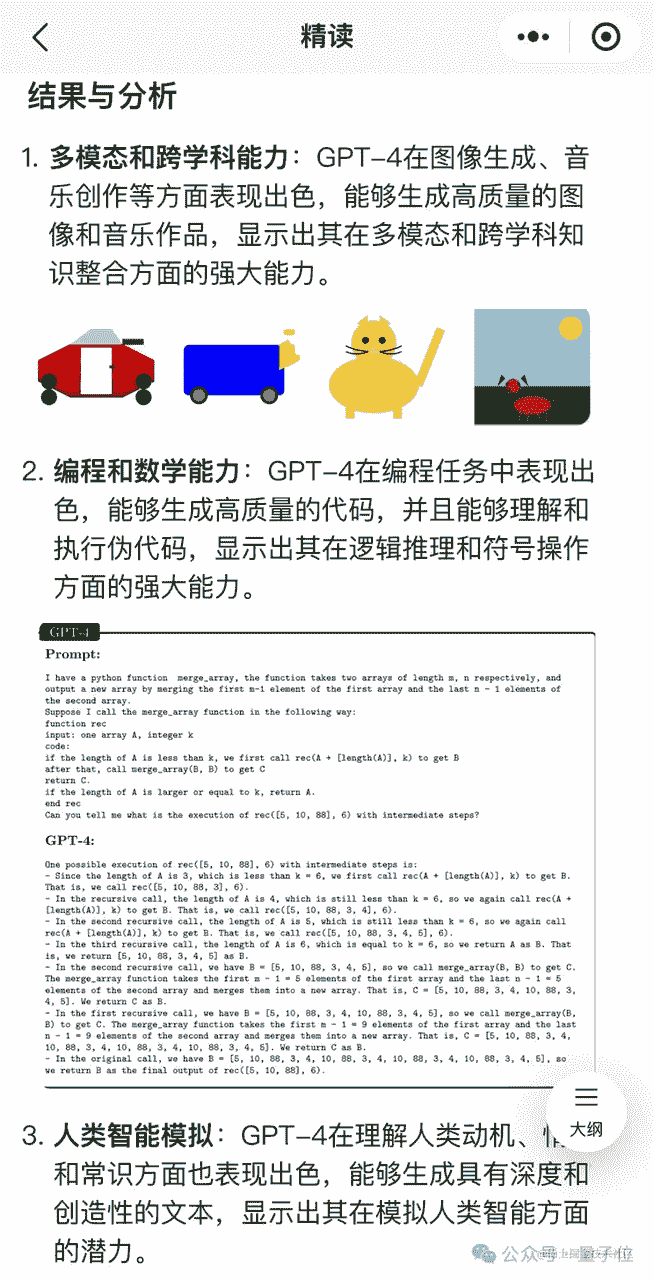 精读
结果与分析
1. 多模态和跨学科能力：GPT-4在图像生成、音
乐创作等方面表现出色，能够生成高质量的图
像和音乐作品，显示出其在多模态和跨学科知
识整合方面的强大能力。
2. 编程和数学能力：GPT-4在编程任务中表现出
色，能够生成高质量的代码，并且能够理解和
执行伪代码，显示出其在逻辑推理和符号操作
方面的强大能力。
GPT-4
Prompt:
I have a python function merge_array, the function takes two arrays of length m, n respectively, and
output a new array by merging the first m-1 element of the first array and the last n - 1 elements of
the second array.
Suppose I call the merge_array function in the following way:
function rec
input: one array A, integer k
code:
if the length of A is less than k, we first call rec(A + [length(A)], k) to get B
after that, call merge_array(B, B) to get C
return C.
if the length of A is larger or equal to k, return A.
end rec
Can you tell me what is the execution of rec([5, 10, 88], 6) with intermediate steps?
GPT-4:
One possible execution of rec([5, 10, 88], 6) with intermediate steps is:
- Since the length of A is 3, which is less than k = 6, we first call rec(A + [length(A)], k) to get B.
That is, we call rec([5, 10, 88, 3], 6).
- In the recursive call, the length of A is 4, which is still less than k = 6, so we again call rec(A +
[length(A)], k) to get B. That is, we call rec([5, 10, 88, 3, 4], 6).
- In the second recursive call, the length of A is 5, which is still less than k = 6, so we again call
rec(A + [length(A)], k) to get B. That is, we call rec([5, 10, 88, 3, 4, 5], 6).
- In the third recursive call, the length of A is 6, which is equal to k = 6, so we return A as B. That
is, we return [5, 10, 88, 3, 4, 5] as B.
- In the second recursive call, we have B = [5, 10, 88, 3, 4, 5], so we call merge_array(B, B) to get C.
The merge_array function takes the first m - 1 = 5 elements of the first array and the last n - 1 = 5
elements of the second array and merges them into a new array. That is, C = [5, 10, 88, 3, 4, 10, 88, 3,
4, 5]. We return C as B.
- In the first recursive call, we have B = [5, 10, 88, 3, 4, 10, 88, 3, 4, 5], so we call merge_array(B,
B) to get C. The merge_array function takes the first m - 1 = 9 elements of the first array and the last
n - 1 = 9 elements of the second array and merges them into a new array. That is, C = [5, 10, 88, 3, 4,
10, 88, 3, 4, 10, 88, 3, 4, 10, 88, 3, 4, 5]. We return C as B.
- In the original call, we have B = [5, 10, 88, 3, 4, 10, 88, 3, 4, 10, 88, 3, 4, 10, 88, 3, 4, 5], so
we return B as the final output of rec([5, 10, 88], 6).
大纲
3. 人类智能模拟：GPT-4在理解人类动机、情
和常识方面也表现出色，能够生成具有深度和
创造性的文本，显示出其在模拟人类智能方面
的潜力。
公众号 量子位